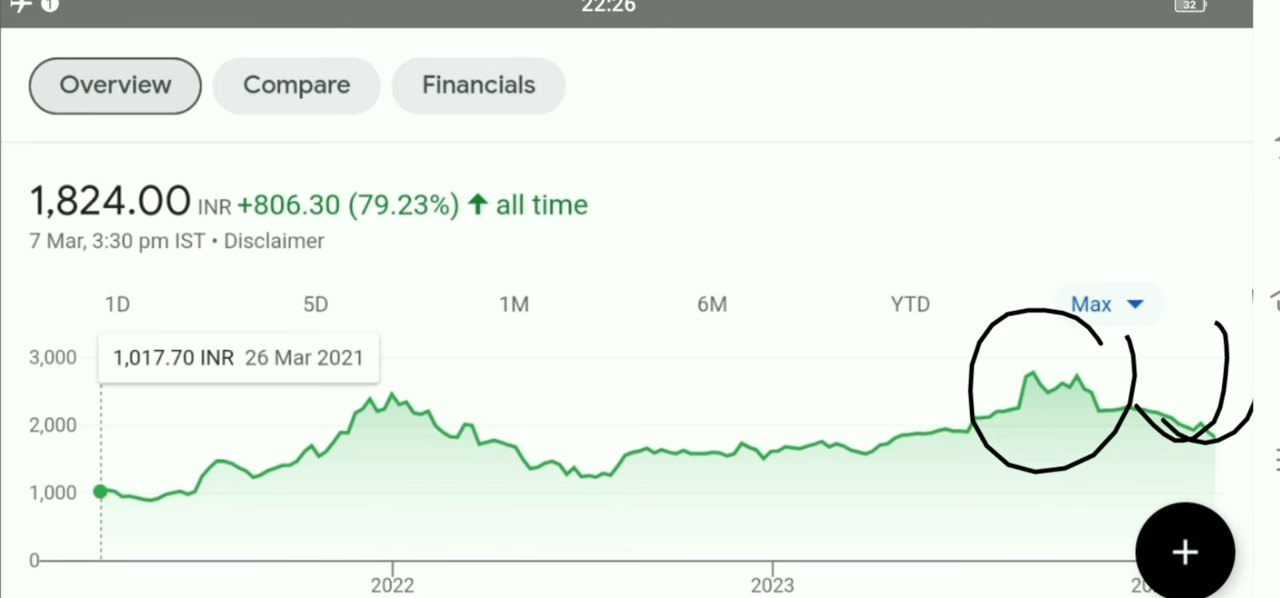 22:26
32
Overview Compare Financials
1,824.00 INR +806.30 (79.23%) ↑ all time
7 Mar, 3:30 pm IST • Disclaimer
1D 5D 1M 6M YTD Max
1,017.70 INR 26 Mar 2021
3,000
2,000
1,000
0
2022 2023
+